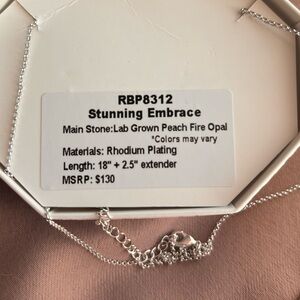 RBP8312
Stunning Embrace
Main Stone:Lab Grown Peach Fire Opal
*Colors may vary
Materials: Rhodium Plating
Length: 18" + 2.5" extender
MSRP: $130